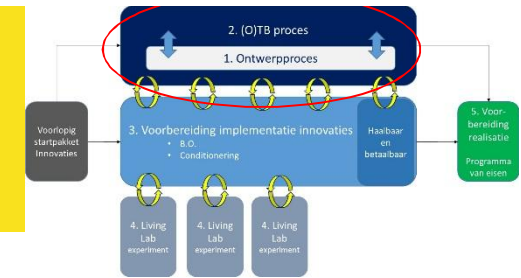 2. (O)TB proces
1. Ontwerpproces
Voorlopig
startpakket
Innovaties
3. Voorbereiding implementatie innovaties
• B.O.
• Conditionering
Haalbaar
en
betaalbaar
5. Voor-
bereiding
realisatie
Programma
van eisen
4. Living
Lab
experiment
4. Living
Lab
experiment
4. Living
Lab
experiment